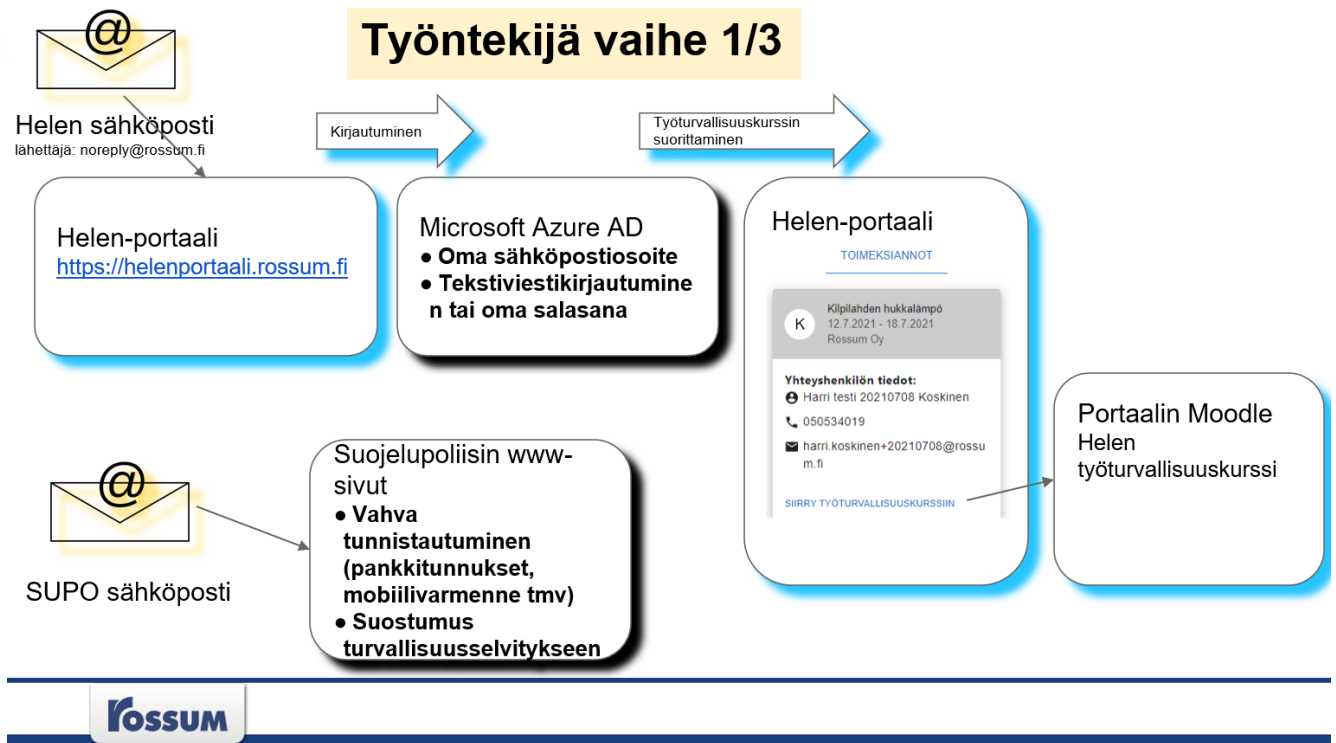 Työntekijä vaihe 1/3
@
Helen sähköposti
lähettäjä: noreply@rossum.fi
Kirjautuminen
Työturvallisuuskurssin
suorittaminen
Helen-portaali
https://helenportaali.rossum.fi
Microsoft Azure AD
● Oma sähköpostiosoite
● Tekstiviestikirjautumine
n tai oma salasana
Helen-portaali
TOIMEKSIANNOT
K
Kilpilahden hukkalämpö
12.7.2021 - 18.7.2021
Rossum Oy
Yhteyshenkilön tiedot:
Harri testi 20210708 Koskinen
050534019
harri.koskinen+20210708@rossu
m.fi
SIIRRY TYÖTURVALLISUUSKURSSIIN
Portaalin Moodle
Helen
työturvallisuuskurssi
@
SUPO sähköposti
Suojelupoliisin www-
sivut
● Vahva
tunnistautuminen
(pankkitunnukset,
mobiilivarmenne tmv)
● Suostumus
turvallisuusselvitykseen
rossum